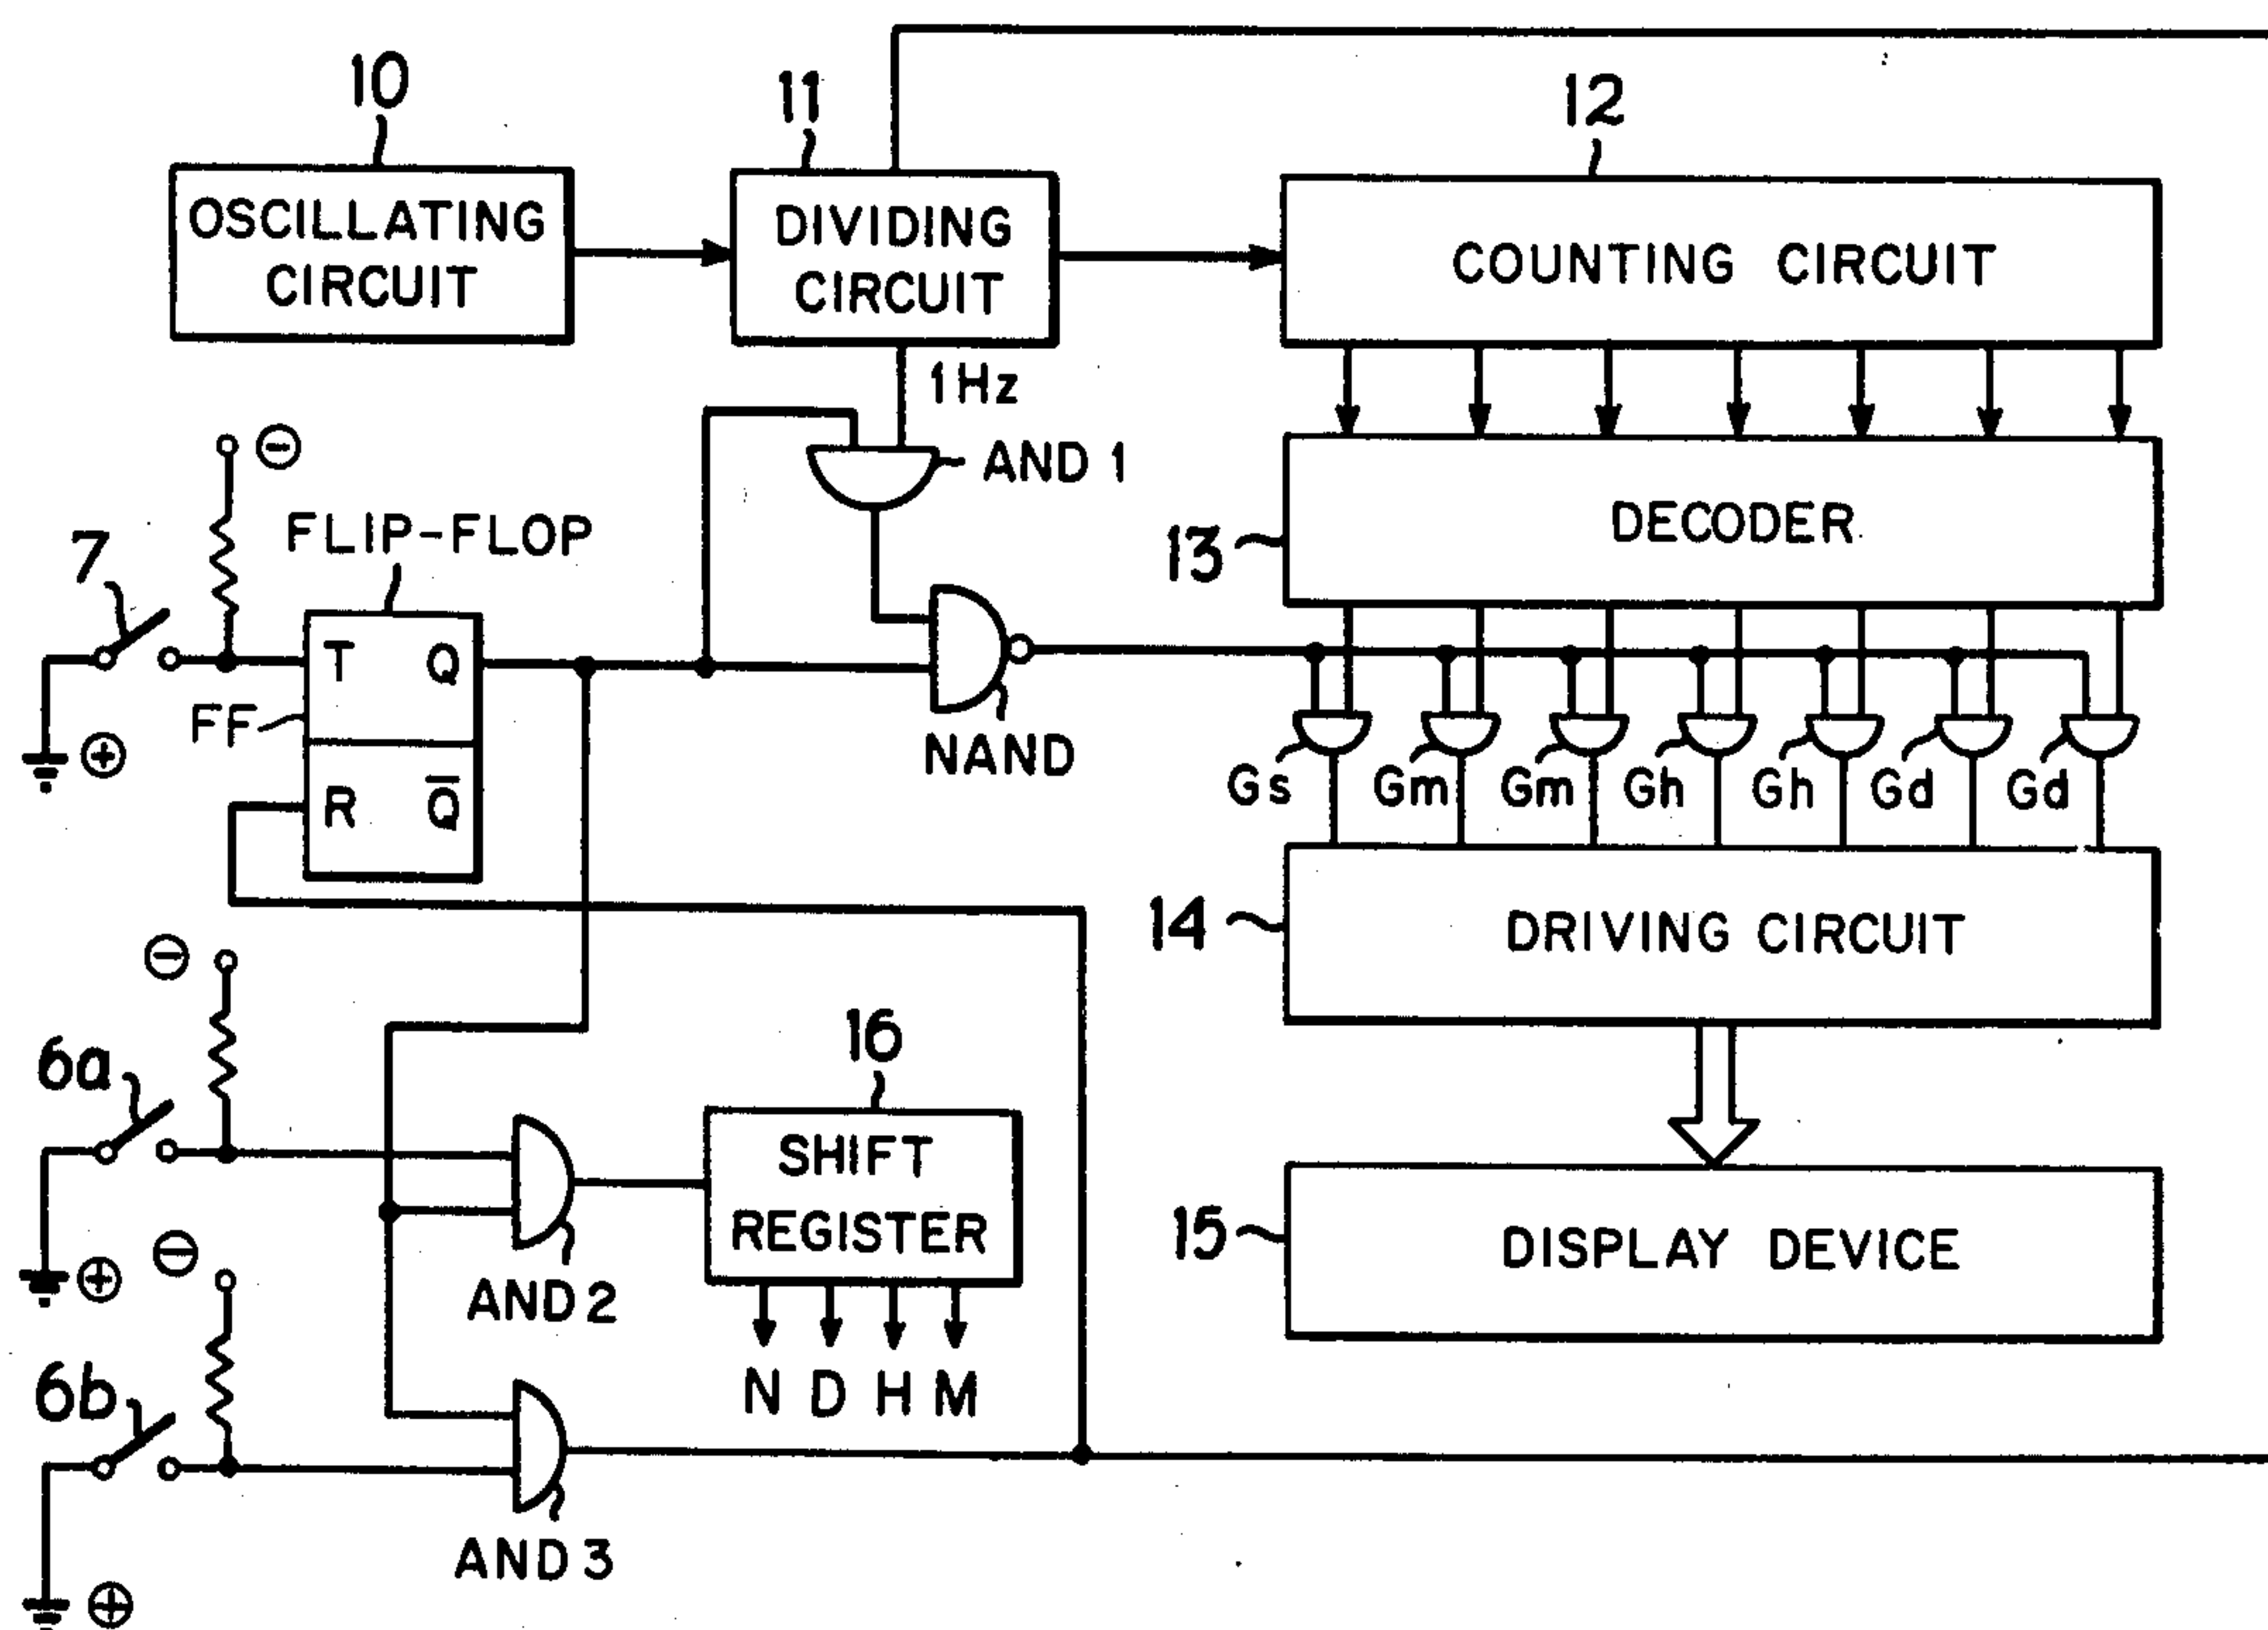 10
11
12
OSCILLATING
CIRCUIT
DIVIDING
CIRCUIT
COUNTING CIRCUIT
1Hz
⊖
AND 1
FLIP-FLOP
7
13
DECODER
T Q
FF
R Q̅
⊕
NAND
Gs Gm Gm Gh Gh Gd Gd
14
DRIVING CIRCUIT
⊖
6a
16
SHIFT
REGISTER
⊕
AND 2
N D H M
15
DISPLAY DEVICE
⊖
6b
AND 3
⊕